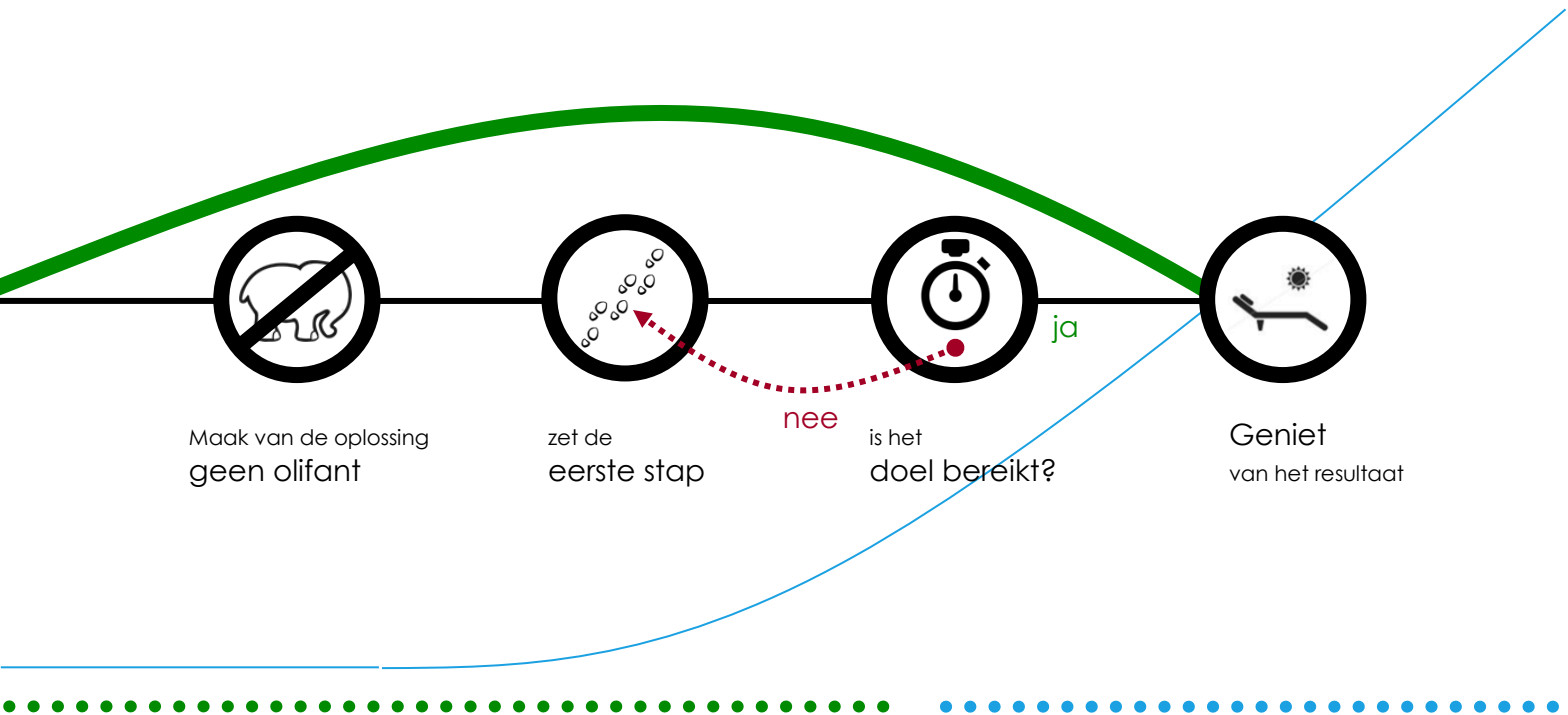 ja
nee
Maak van de oplossing
geen olifant
zet de
eerste stap
is het
doel bereikt?
Geniet
van het resultaat